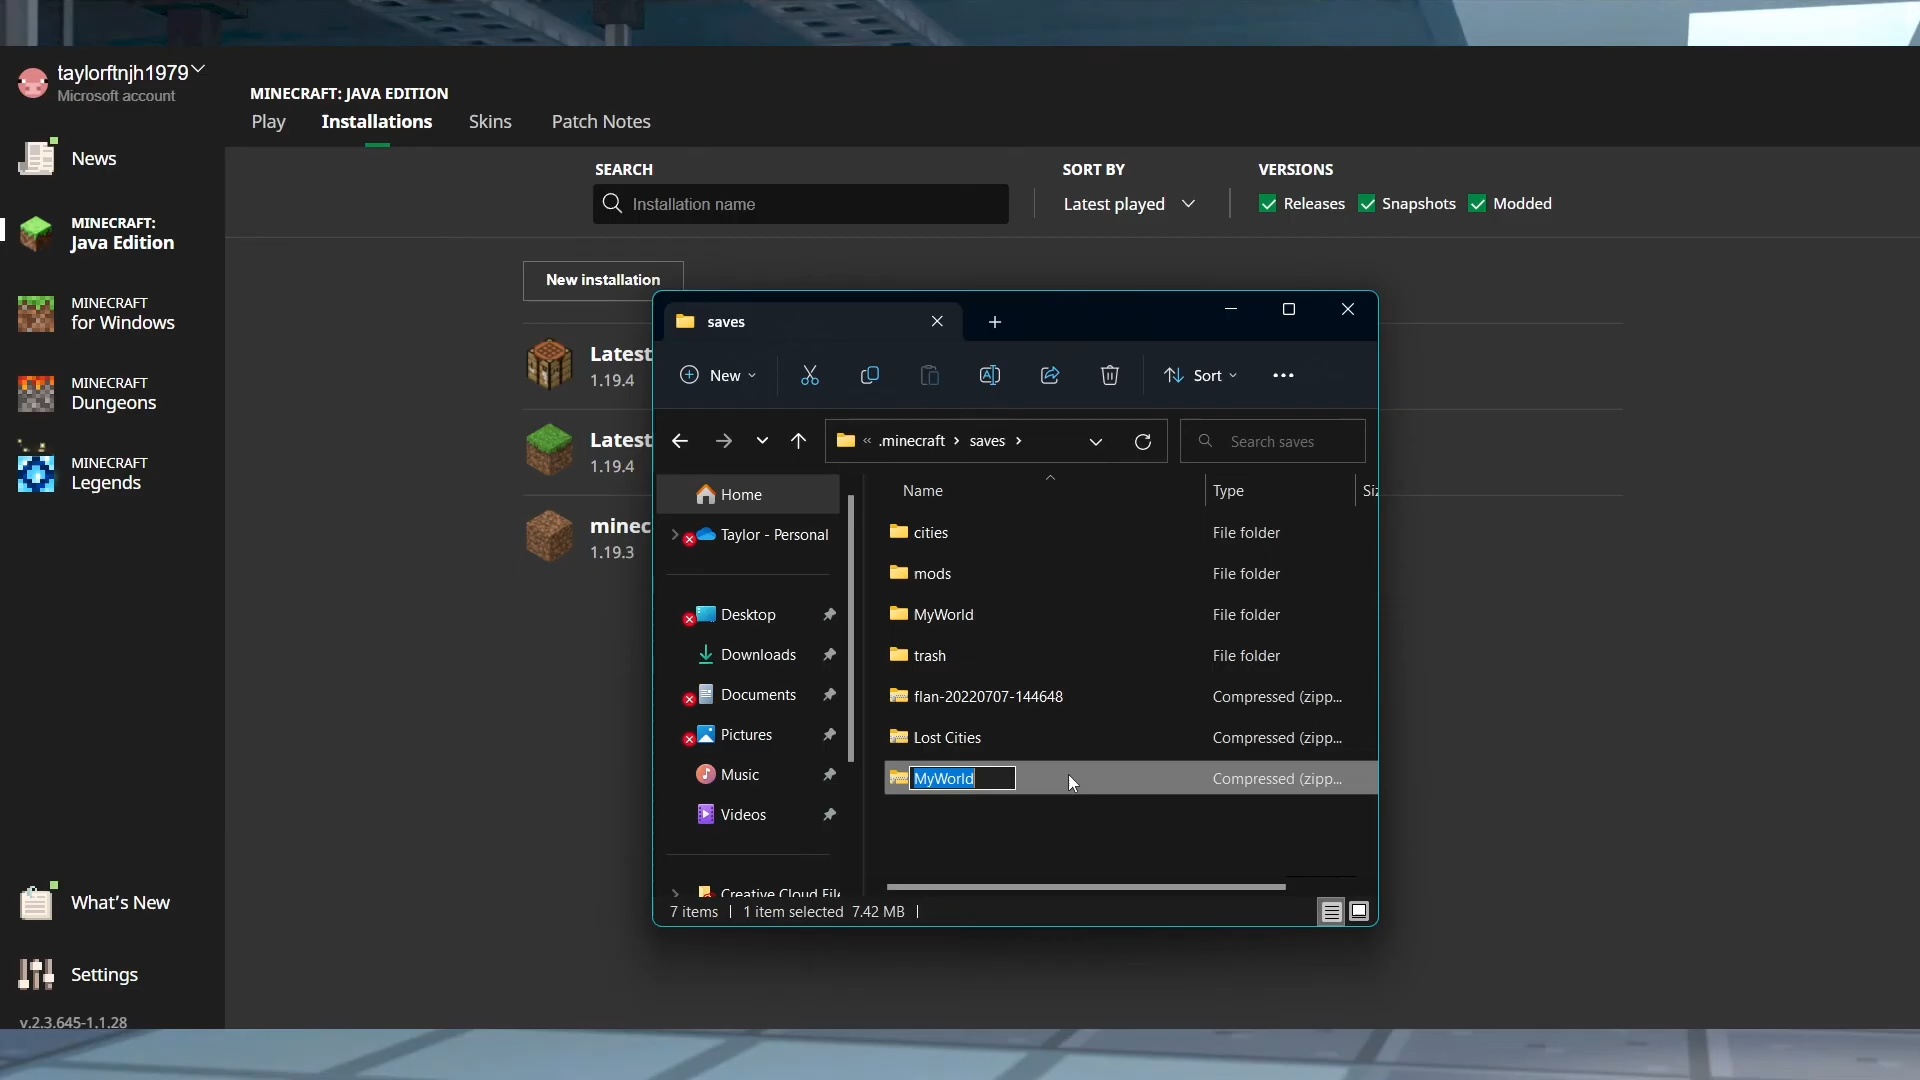 taylorftnjh1979
Microsoft account
News
MINECRAFT:
Java Edition
MINECRAFT
for Windows
MINECRAFT
Dungeons
MINECRAFT
Legends
What's New
Settings
v.2.3.645-1.1.28
MINECRAFT: JAVA EDITION
Play Installations Skins Patch Notes
SEARCH SORT BY VERSIONS
Installation name Latest played Releases Snapshots Modded
New installation
Latest
1.19.4
Latest
1.19.4
minec
1.19.3
saves
New Sort
« .minecraft > saves > Search saves
Home
Taylor - Personal
Desktop
Downloads
Documents
Pictures
Music
Videos
Creative Cloud File
Name Type Siz
cities File folder
mods File folder
MyWorld File folder
trash File folder
flan-20220707-144648 Compressed (zipp...
Lost Cities Compressed (zipp...
MyWorld Compressed (zipp...
7 items | 1 item selected 7.42 MB |